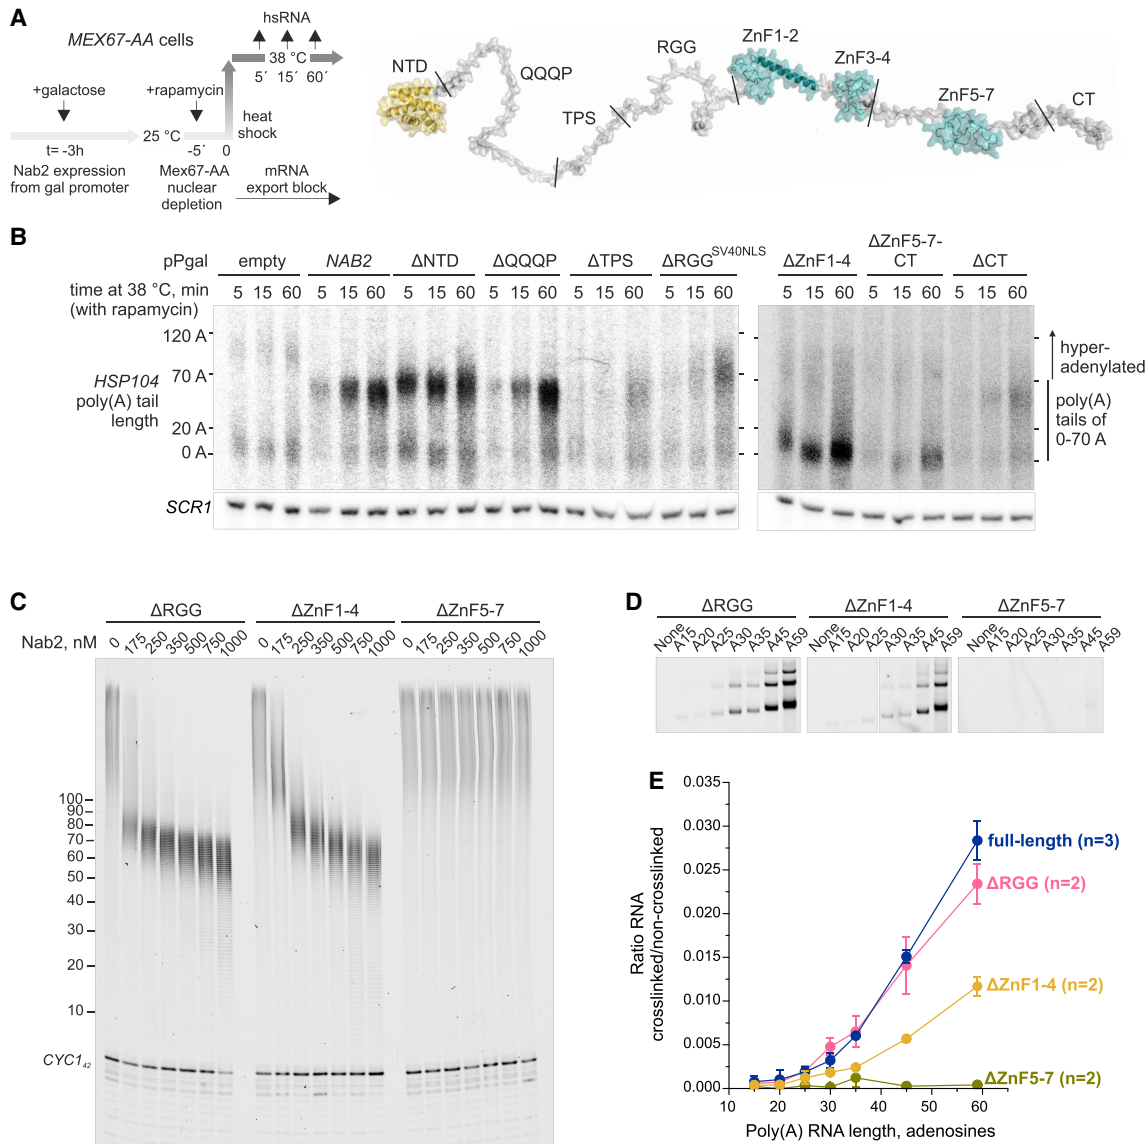 A
MEX67-AA cells
hsRNA
38 °C
5´ 15´ 60´
+galactose
+rapamycin
25 °C
heat shock
t= -3h
-5´ 0
Nab2 expression from gal promoter
Mex67-AA nuclear depletion
mRNA export block
NTD
QQQP
TPS
RGG
ZnF1-2
ZnF3-4
ZnF5-7
CT
B
pPgal
empty
NAB2
ΔNTD
ΔQQQP
ΔTPS
ΔRGG SV40NLS
ΔZnF1-4
ΔZnF5-7-CT
ΔCT
time at 38 °C, min (with rapamycin)
5 15 60 5 15 60 5 15 60 5 15 60 5 15 60 5 15 60 5 15 60 5 15 60 5 15 60
120 A
70 A
20 A
0 A
HSP104 poly(A) tail length
hyper-adenylated
poly(A) tails of 0-70 A
SCR1
C
ΔRGG
ΔZnF1-4
ΔZnF5-7
Nab2, nM
0 175 250 350 500 750 1000 0 175 250 350 500 750 1000 0 175 250 350 500 750 1000
100
90
80
70
60
50
40
30
20
10
CYC1₄₂
D
ΔRGG
ΔZnF1-4
ΔZnF5-7
None A15 A20 A25 A30 A35 A45 A59 None A15 A20 A25 A30 A35 A45 A59 None A15 A20 A25 A30 A35 A45 A59
E
0.035
0.030
0.025
0.020
0.015
0.010
0.005
0.000
Ratio RNA crosslinked/non-crosslinked
full-length (n=3)
ΔRGG (n=2)
ΔZnF1-4 (n=2)
ΔZnF5-7 (n=2)
10 20 30 40 50 60
Poly(A) RNA length, adenosines